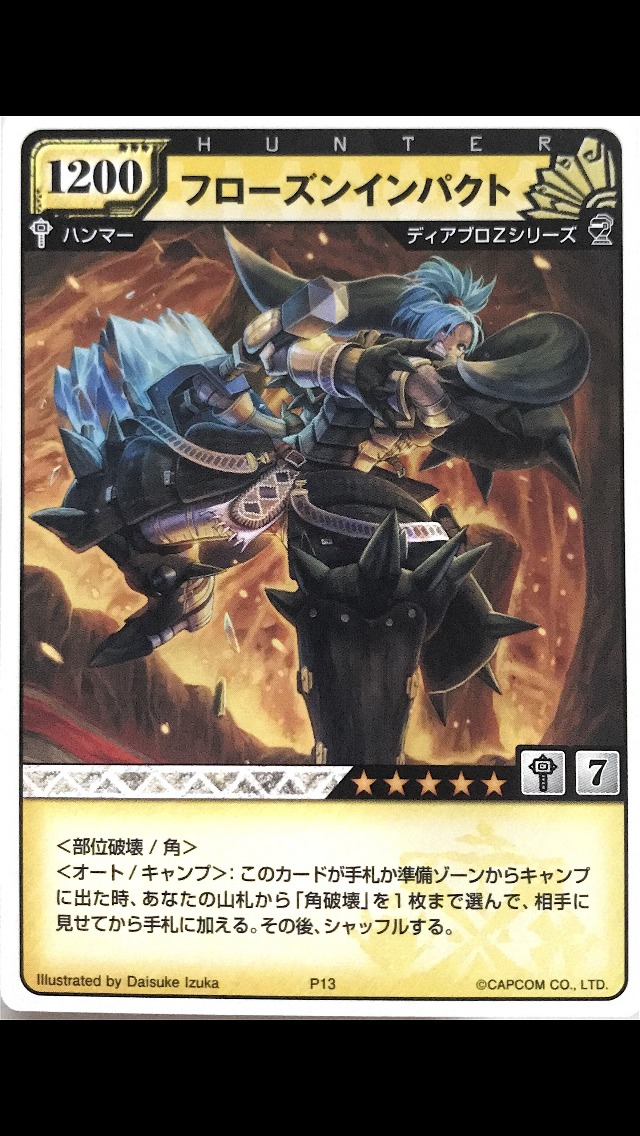 HUNTER
1200
フローズンインパクト
ハンマー
ディアブロZシリーズ
7
<部位破壊 / 角>
<オート / キャンプ>：このカードが手札か準備ゾーンからキャンプ
に出た時、あなたの山札から「角破壊」を1枚まで選んで、相手に
見せてから手札に加える。その後、シャッフルする。
Illustrated by Daisuke Izuka
P13
©CAPCOM CO., LTD.